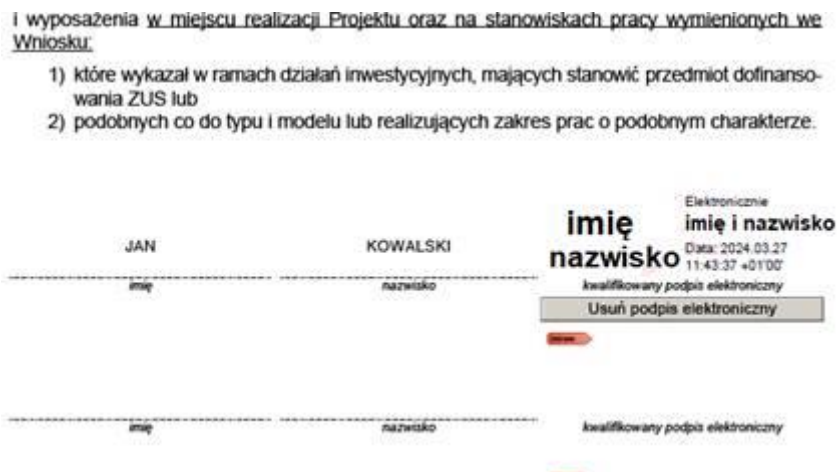 i wyposażenia w miejscu realizacji Projektu oraz na stanowiskach pracy wymienionych we
Wniosku:
1) które wykazał w ramach działań inwestycyjnych, mających stanowić przedmiot dofinanso-
wania ZUS lub
2) podobnych co do typu i modelu lub realizujących zakres prac o podobnym charakterze.
JAN
KOWALSKI
imię
nazwisko
Elektronicznie
imię i nazwisko
Data: 2024.03.27
11:43:37 +01'00'
imię
nazwisko
kwalifikowany podpis elektroniczny
Usuń podpis elektroniczny
imię
nazwisko
kwalifikowany podpis elektroniczny